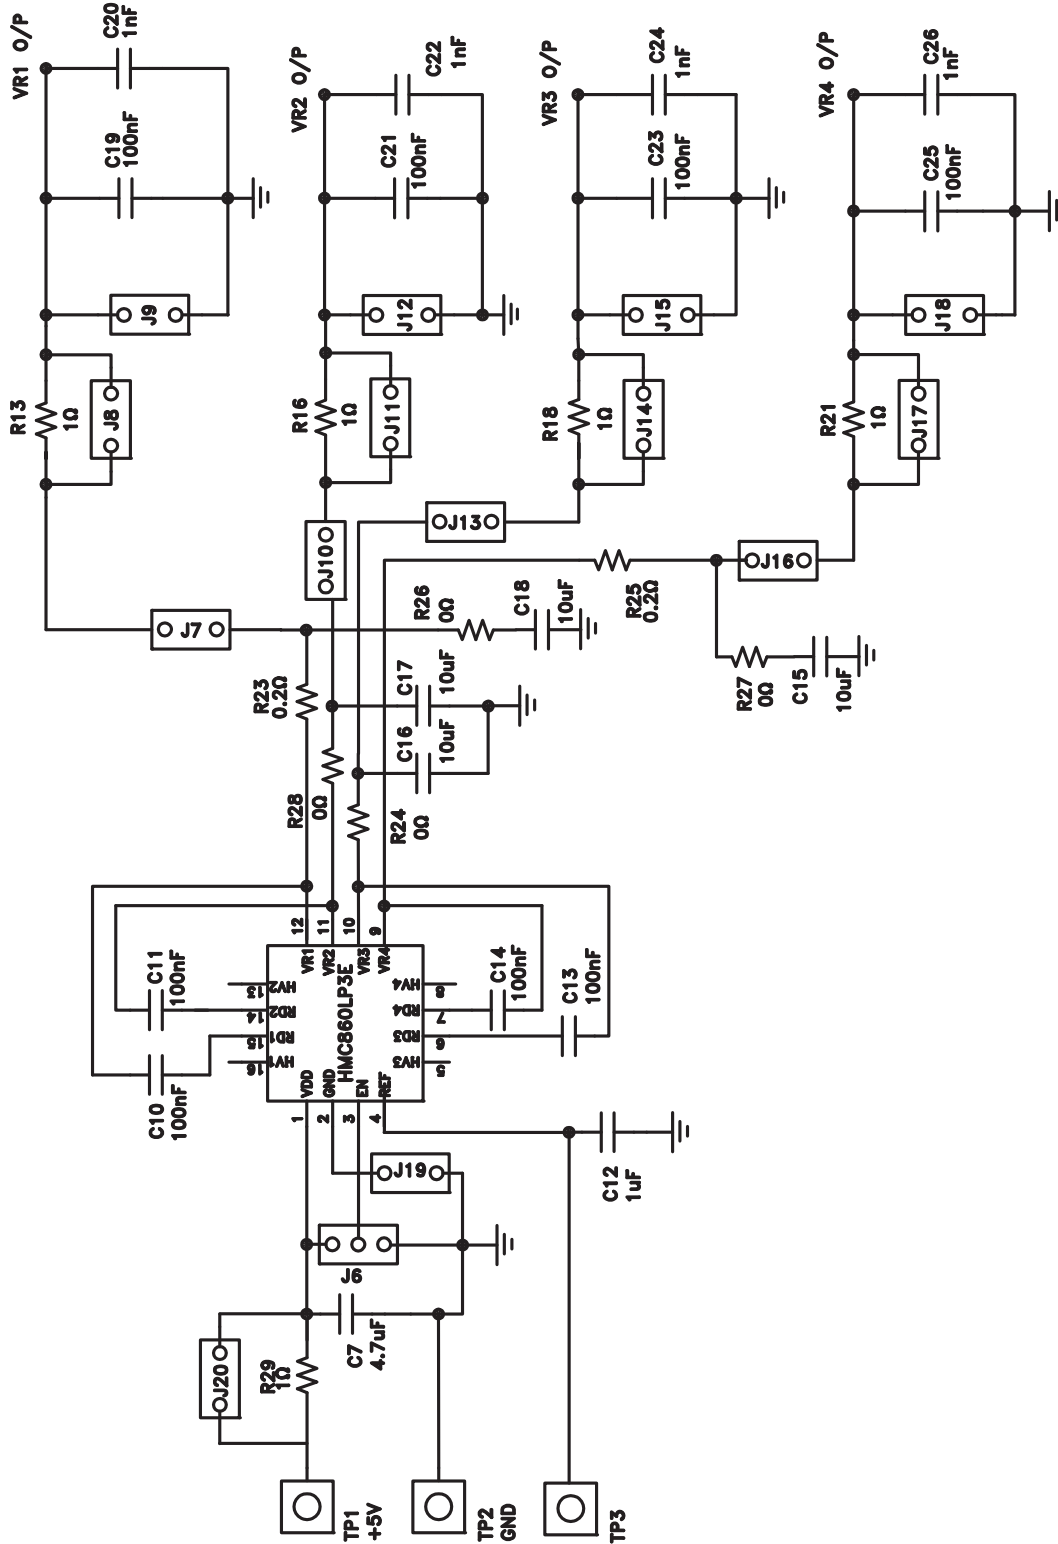 VR1 O/P
C20
1nF
C19
100nF
J9
R13
1Ω
J8
J7
VR2 O/P
C22
1nF
C21
100nF
J12
R16
1Ω
J11
J10
VR3 O/P
C24
1nF
C23
100nF
J15
R18
1Ω
J14
J13
VR4 O/P
C26
1nF
C25
100nF
J18
R21
1Ω
J17
J16
R26
0Ω
C18
10uF
R25
0.2Ω
R27
0Ω
C15
10uF
R23
0.2Ω
C17
10uF
C16
10uF
R28
0Ω
R24
0Ω
C11
100nF
C10
100nF
C14
100nF
C13
100nF
12
11
10
9
VR1
VR2
VR3
VR4
13
14
15
16
HV2
RD2
RD1
HV1
HMC860LP3E
HV4
RD4
RD3
HV3
8
7
6
5
VDD
GND
EN
REF
1
2
3
4
J19
C12
1uF
J6
C7
4.7uF
J20
R29
1Ω
TP1
+5V
TP2
GND
TP3